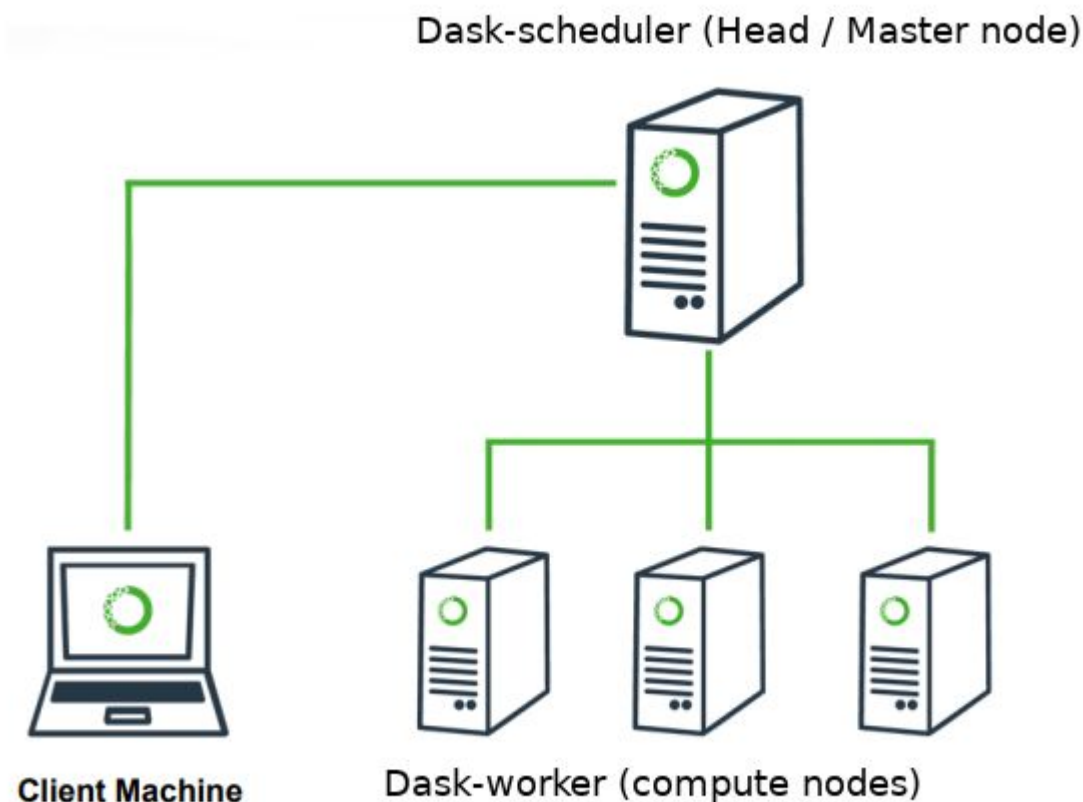 Dask-scheduler (Head / Master node)
Client Machine
Dask-worker (compute nodes)